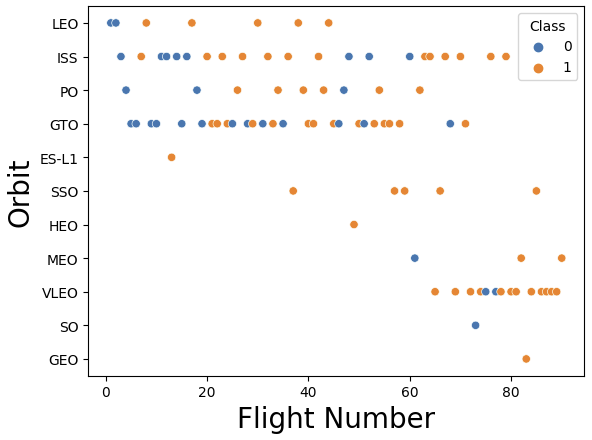 LEO
ISS
PO
GTO
ES-L1
SSO
HEO
MEO
VLEO
SO
GEO
Orbit
0 20 40 60 80
Flight Number
Class
0
1